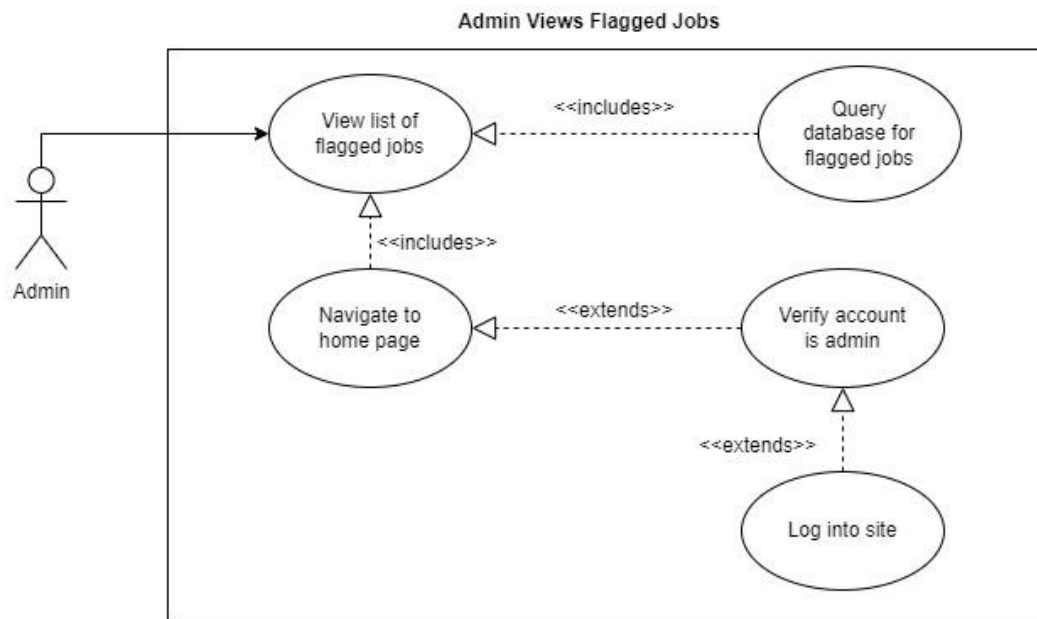 Admin Views Flagged Jobs
View list of
flagged jobs
<<includes>>
Query
database for
flagged jobs
<<includes>>
Admin
Navigate to
home page
<<extends>>
Verify account
is admin
<<extends>>
Log into site